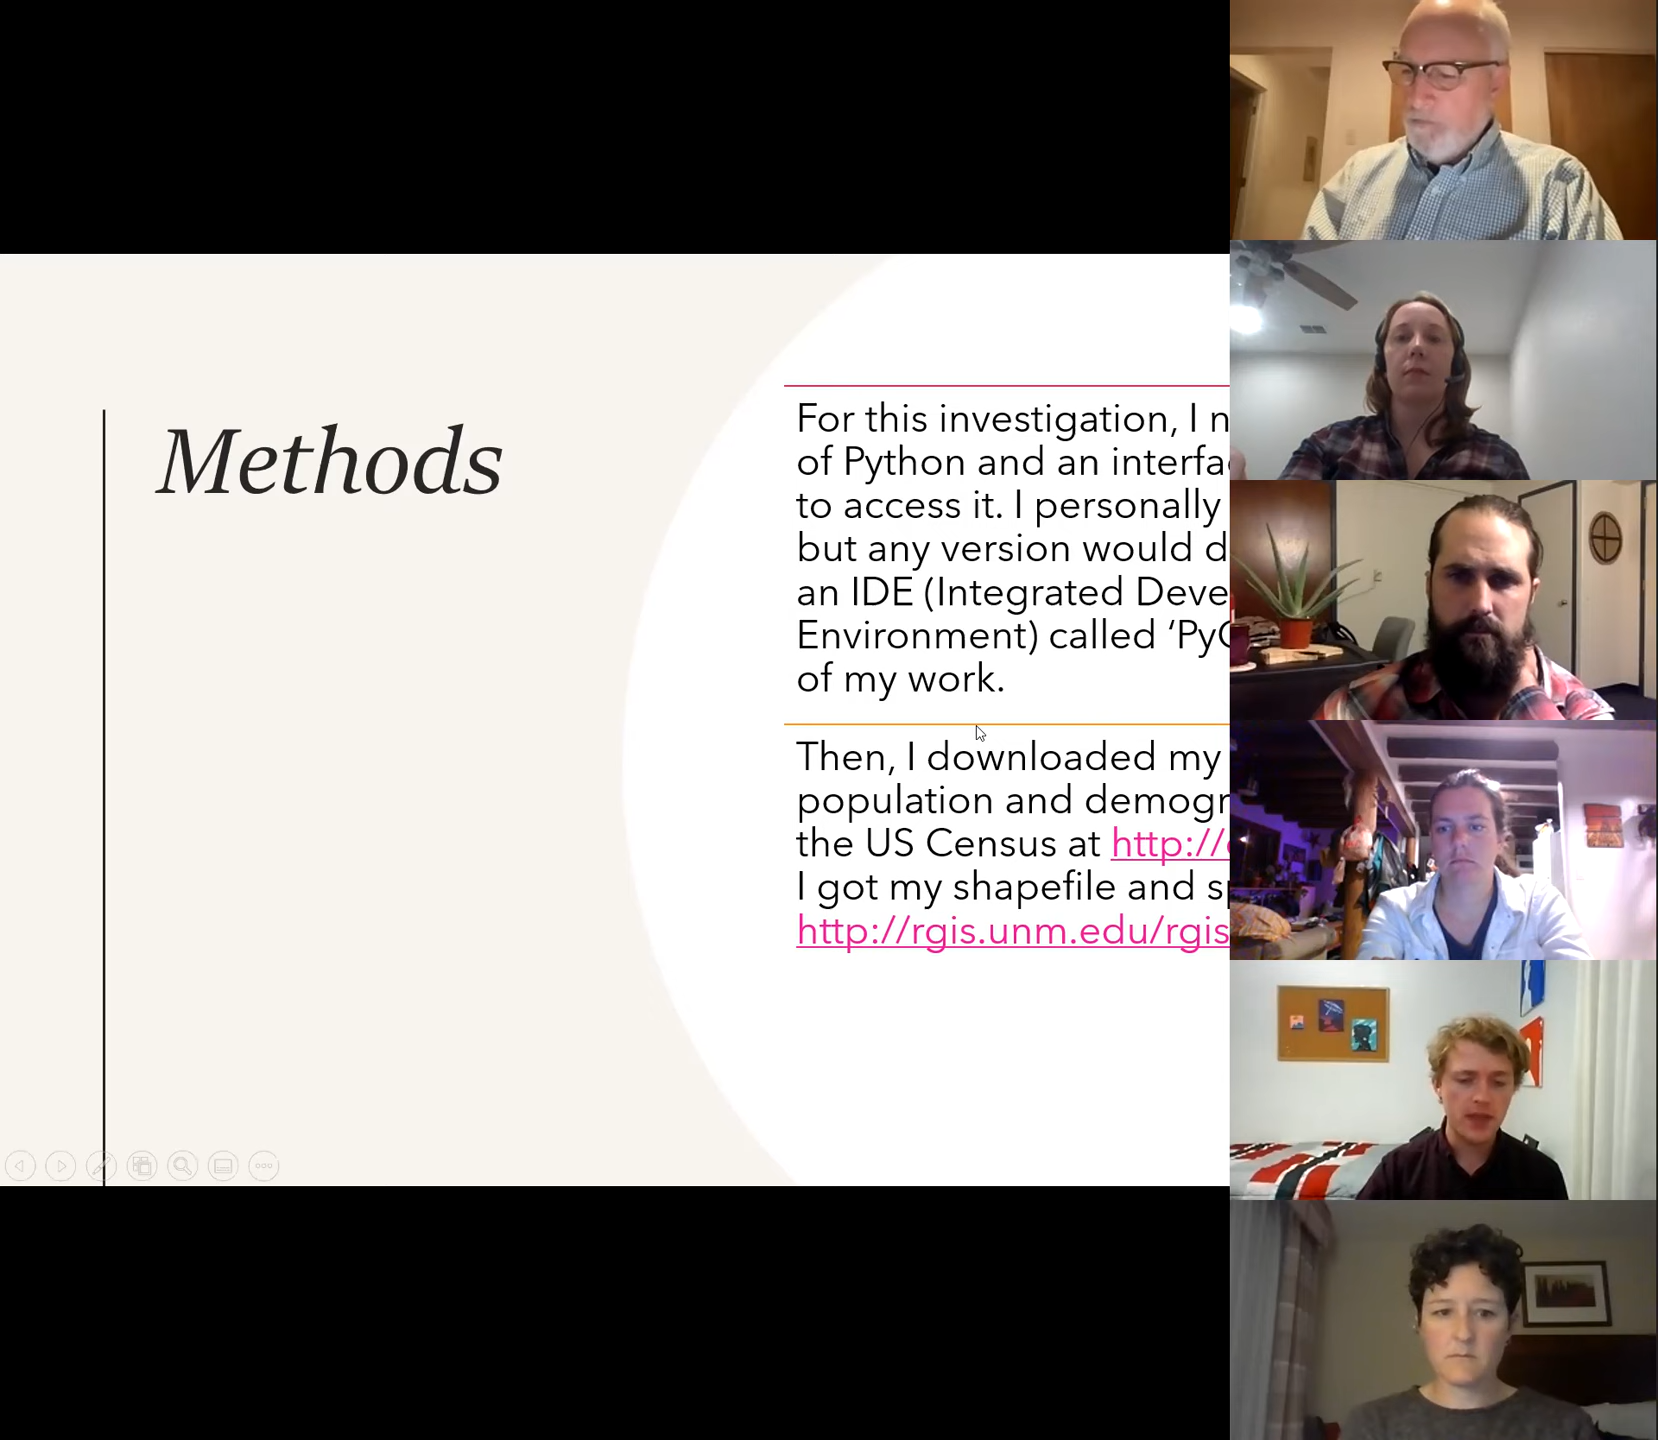 Methods
For this investigation, I n
of Python and an interfa
to access it. I personally
but any version would d
an IDE (Integrated Deve
Environment) called ‘Py
of my work.
Then, I downloaded my
population and demogr
the US Census at http://
I got my shapefile and s
http://rgis.unm.edu/rgis